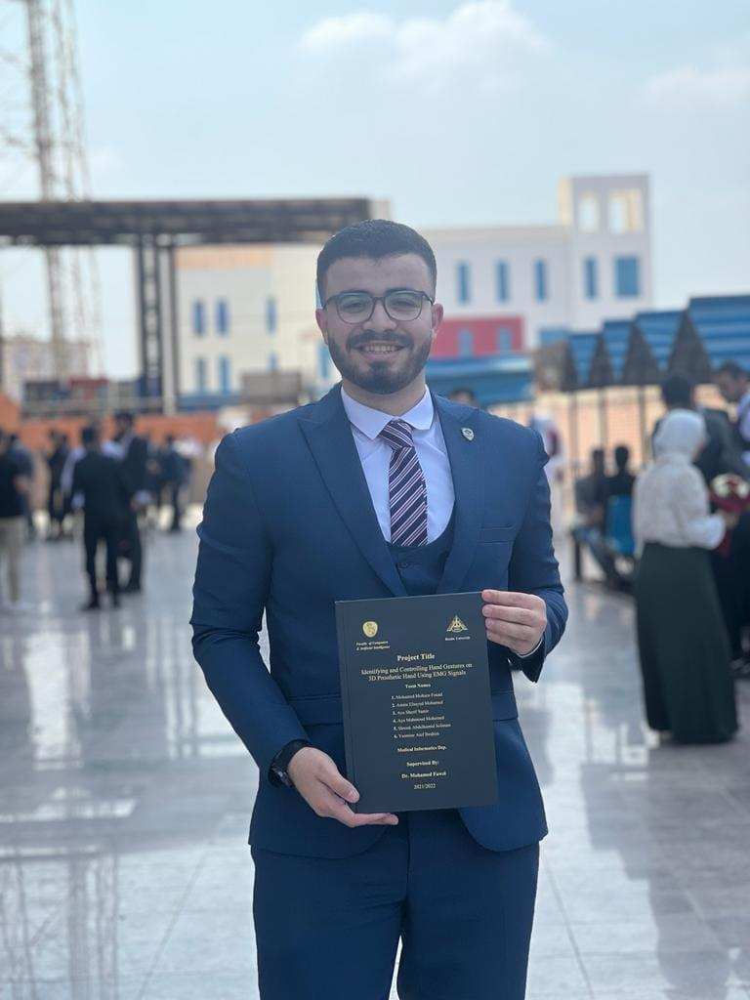 Faculty of Computers
& Artificial Intelligence
Benha University
Project Title
Identifying and Controlling Hand Gestures on
3D Prosthetic Hand Using EMG Signals
Team Names
1. Mohamed Mohsen Fouad
2. Amira Elsayed Mohamed
3. Aya Sherif Samir
4. Aya Mahmoud Mohamed
5. Shrouk Abdelhamid Soliman
6. Yasmine Atef Ibrahim
Medical Informatics Dep.
Supervised By:
Dr. Mohamed Fawzi
2021/2022